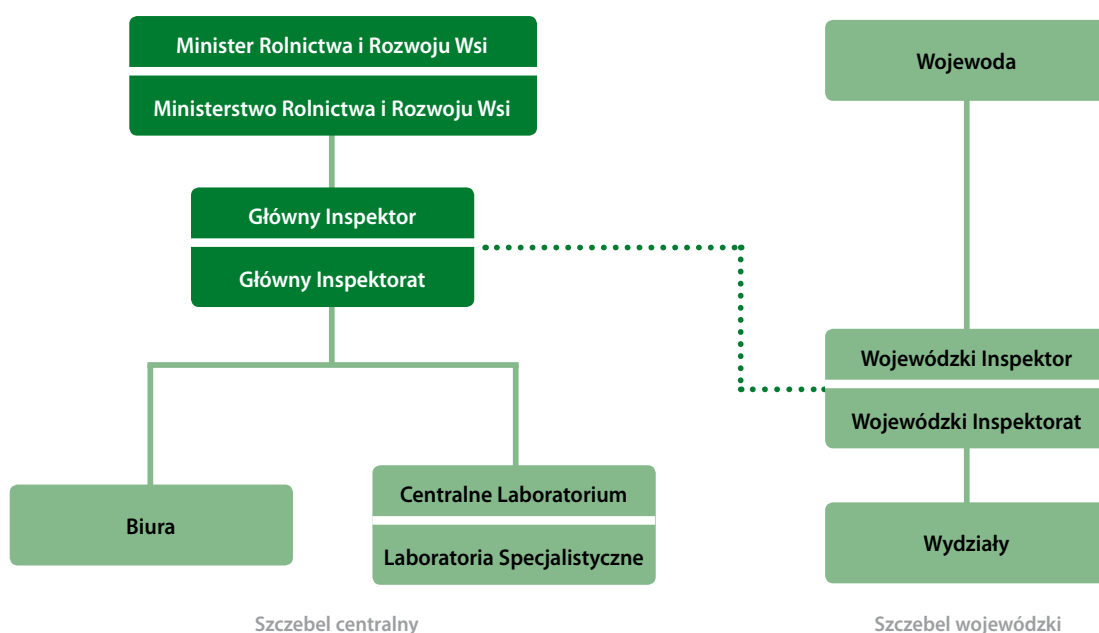 Minister Rolnictwa i Rozwoju Wsi
Ministerstwo Rolnictwa i Rozwoju Wsi
Główny Inspektor
Główny Inspektorat
Biura
Centralne Laboratorium
Laboratoria Specjalistyczne
Szczebel centralny
Wojewoda
Wojewódzki Inspektor
Wojewódzki Inspektorat
Wydziały
Szczebel wojewódzki